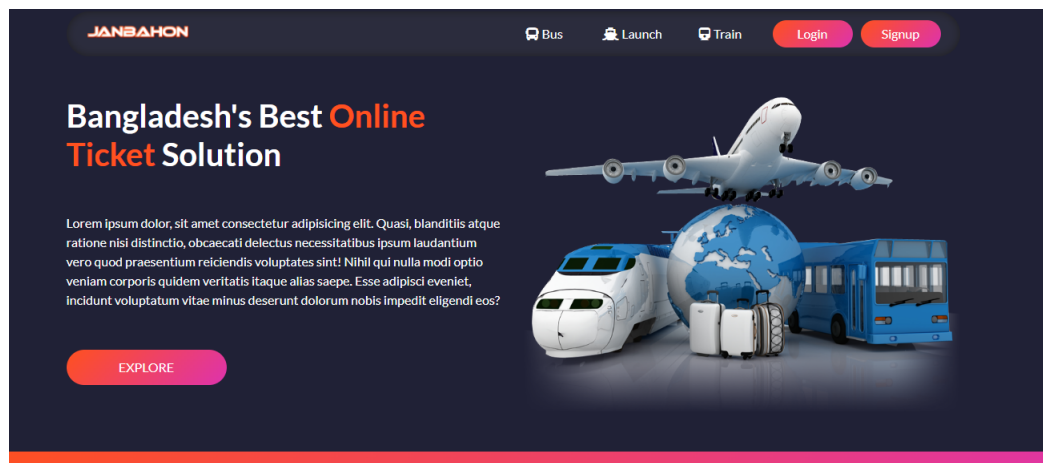 JANBAHON
Bus
Launch
Train
Login
Signup
Bangladesh's Best Online
Ticket Solution
Lorem ipsum dolor, sit amet consectetur adipisicing elit. Quasi, blanditiis atque
ratione nisi distinctio, obcaecati delectus necessitatibus ipsum laudantium
vero quod praesentium reiciendis voluptates sint! Nihil qui nulla modi optio
veniam corporis quidem veritatis itaque alias saepe. Esse adipisci eveniet,
incidunt voluptatum vitae minus deserunt dolorum nobis impedit eligendi eos?
EXPLORE